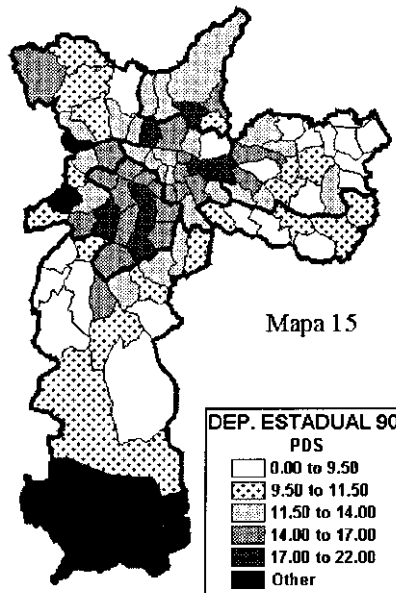 Mapa 15
DEP. ESTADUAL 90
PDS
0.00 to 9.50
9.50 to 11.50
11.50 to 14.00
14.00 to 17.00
17.00 to 22.00
Other